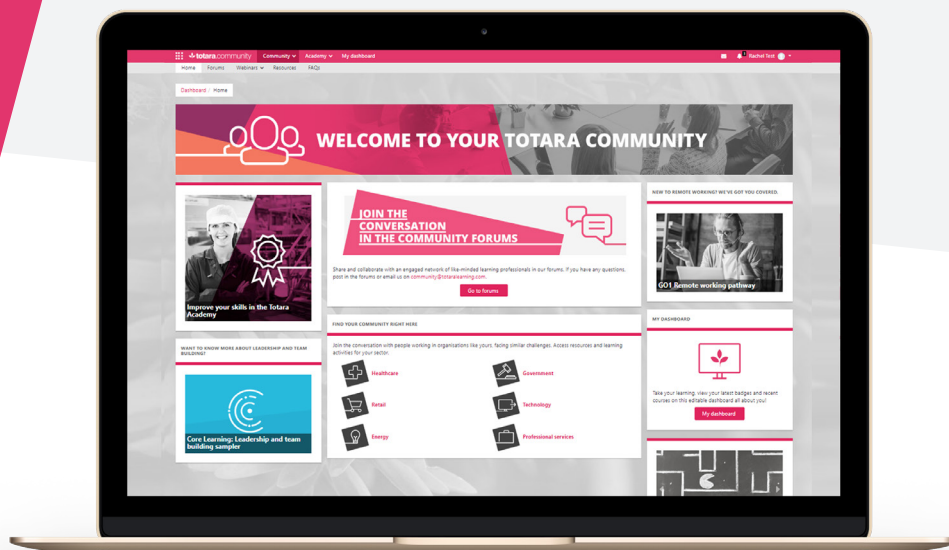 totara.community Community Academy My dashboard
Rachel Test
Home Forums Webinars Resources FAQs
Dashboard / Home
WELCOME TO YOUR TOTARA COMMUNITY
Improve your skills in the Totara
Academy
WANT TO KNOW MORE ABOUT LEADERSHIP AND TEAM
BUILDING?
Core Learning: Leadership and team
building sampler
JOIN THE
CONVERSATION
IN THE COMMUNITY FORUMS
Share and collaborate with an engaged network of like-minded learning professionals in our forums. If you have any questions,
post in the forums or email us on community@totaralearning.com.
Go to forums
FIND YOUR COMMUNITY RIGHT HERE
Join the conversation with people working in organisations like yours, facing similar challenges. Access resources and learning
activities for your sector.
Healthcare
Government
Retail
Technology
Energy
Professional services
NEW TO REMOTE WORKING? WE'VE GOT YOU COVERED.
GO1 Remote working pathway
MY DASHBOARD
Take your learning, view your latest badges and recent
courses on this editable dashboard all about you!
My dashboard